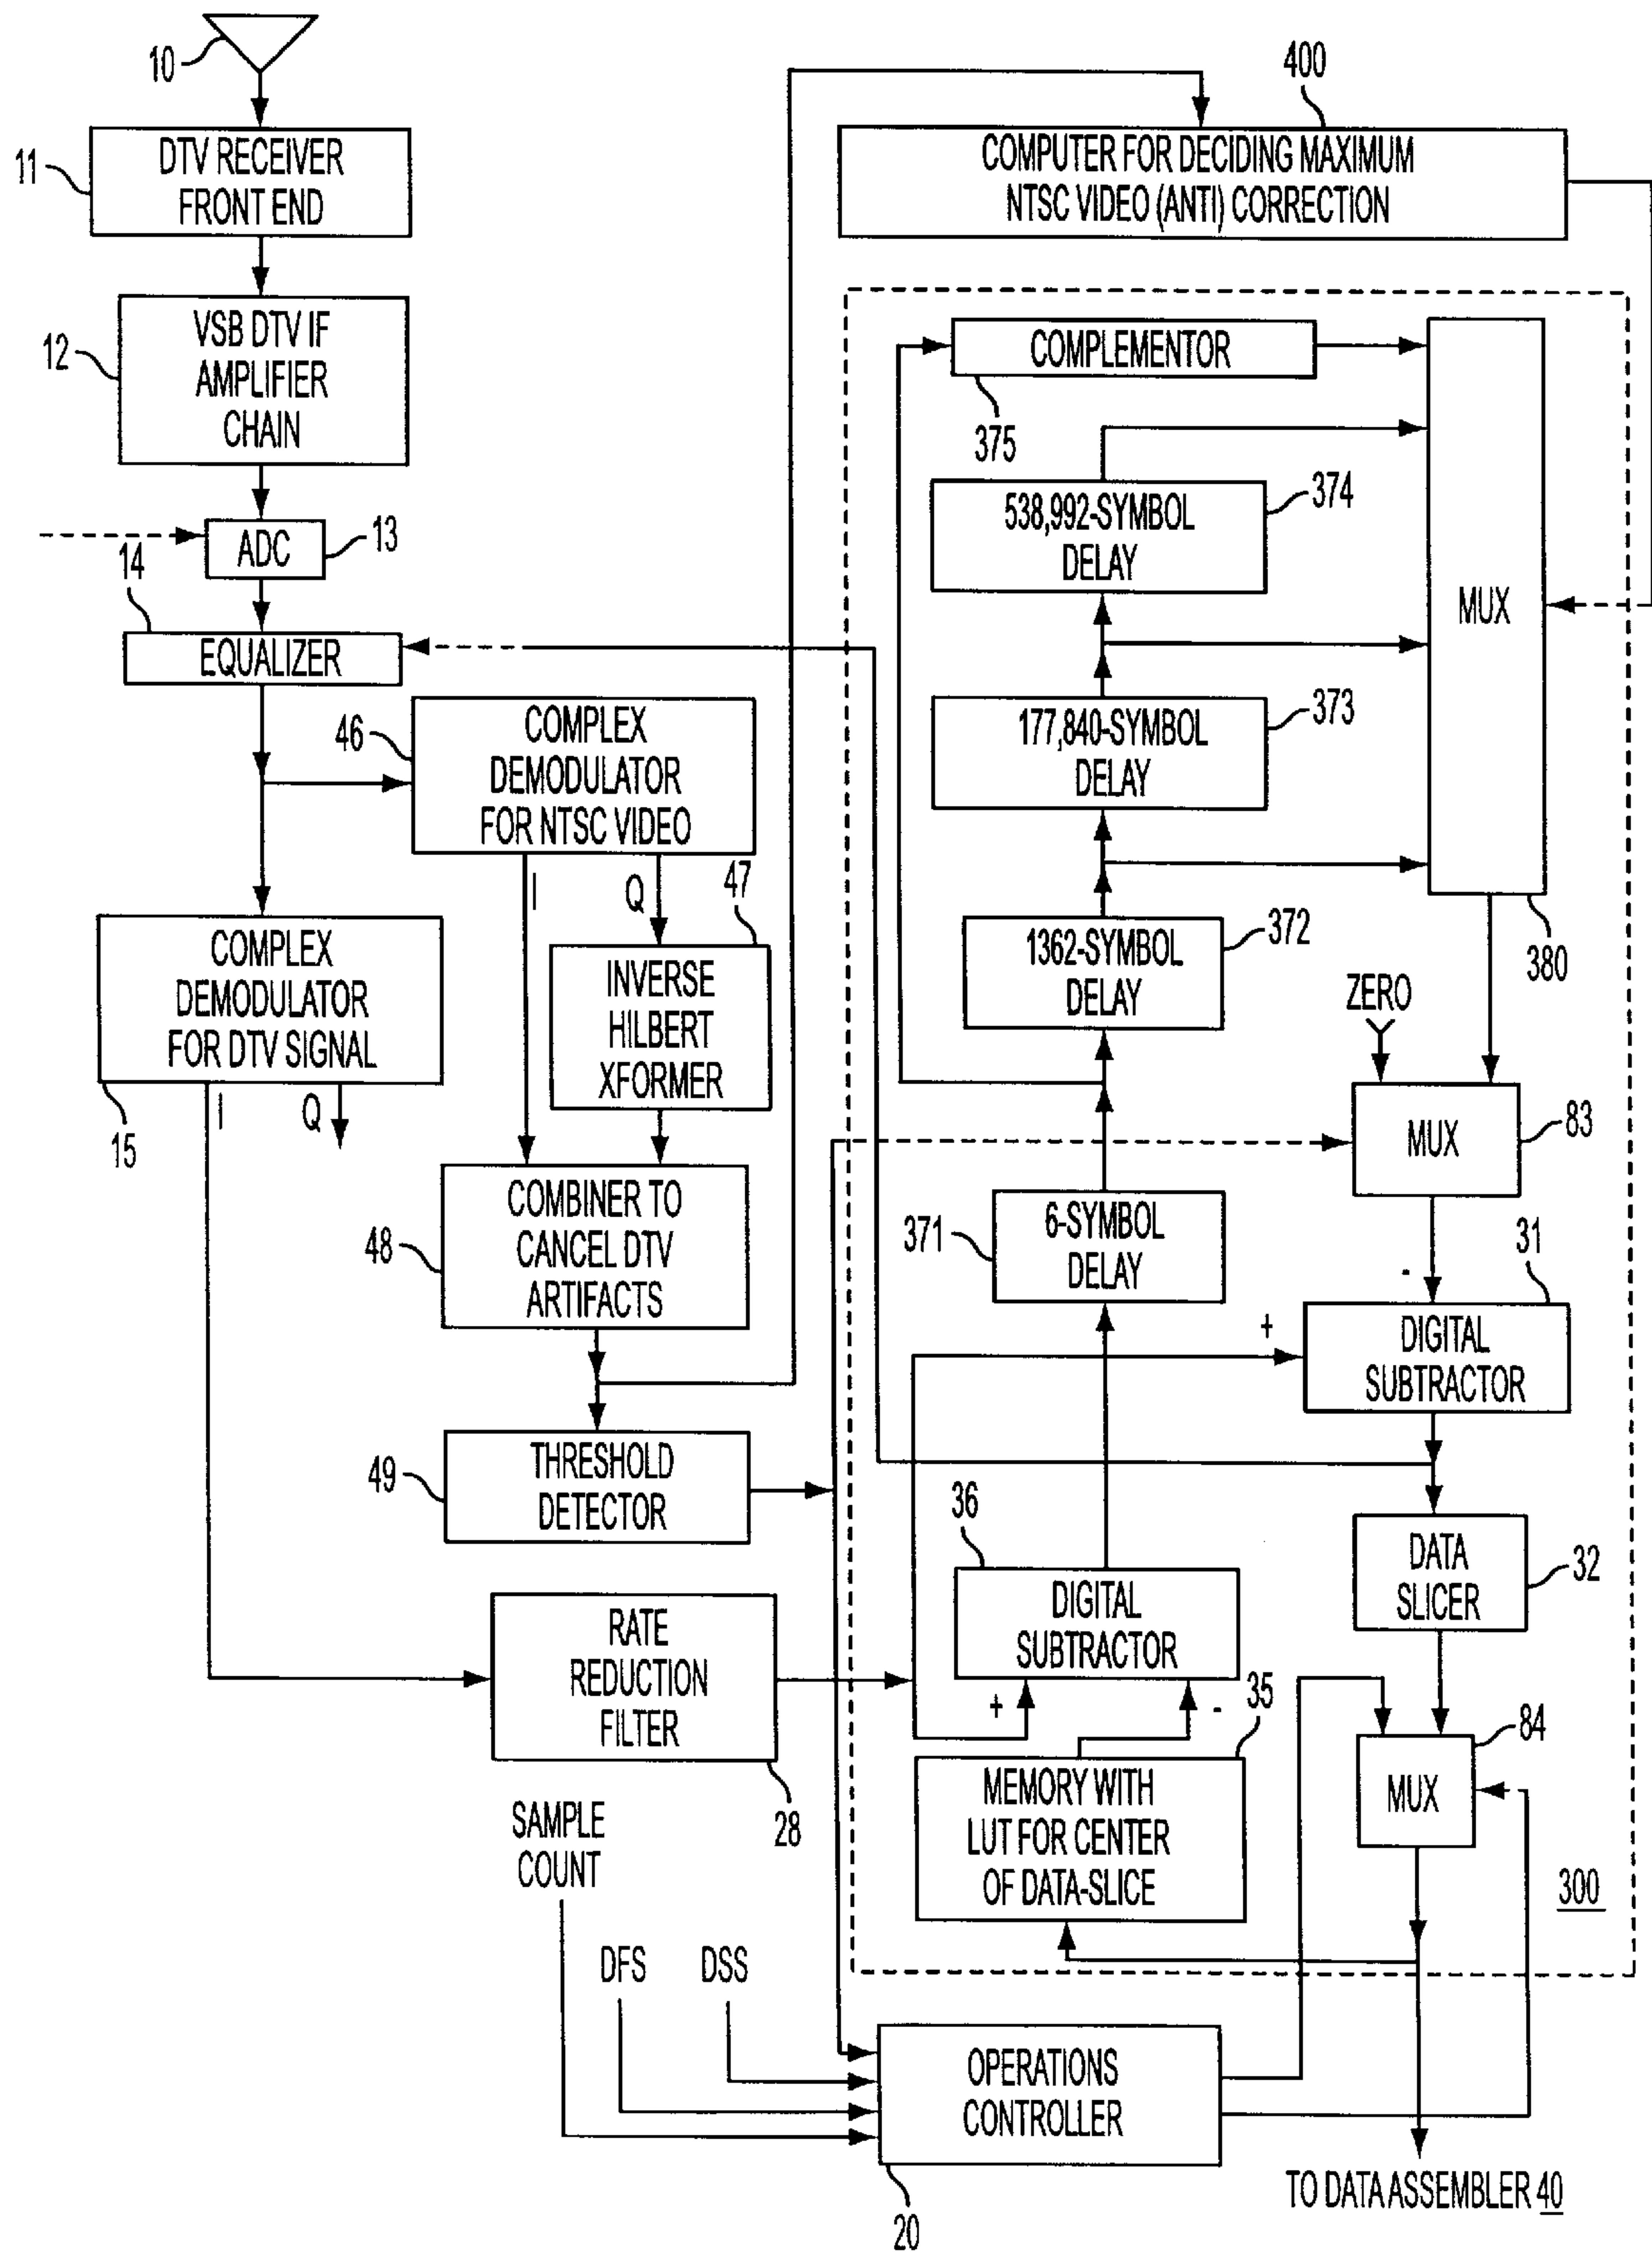 10
DTV RECEIVER
FRONT END
11
VSB DTV IF
AMPLIFIER
CHAIN
12
ADC
13
14
EQUALIZER
46
COMPLEX
DEMODULATOR
FOR NTSC VIDEO
I
Q
47
COMPLEX
DEMODULATOR
FOR DTV SIGNAL
15
I
Q
INVERSE
HILBERT
XFORMER
48
COMBINER TO
CANCEL DTV
ARTIFACTS
49
THRESHOLD
DETECTOR
RATE
REDUCTION
FILTER
28
SAMPLE
COUNT
DFS
DSS
OPERATIONS
CONTROLLER
20
400
COMPUTER FOR DECIDING MAXIMUM
NTSC VIDEO (ANTI) CORRECTION
COMPLEMENTOR
375
538,992-SYMBOL
DELAY
374
MUX
177,840-SYMBOL
DELAY
373
1362-SYMBOL
DELAY
372
380
ZERO
MUX
83
371
6-SYMBOL
DELAY
-
31
+
DIGITAL
SUBTRACTOR
36
DIGITAL
SUBTRACTOR
DATA
SLICER
32
+
-
35
84
MUX
MEMORY WITH
LUT FOR CENTER
OF DATA-SLICE
300
TO DATA ASSEMBLER 40